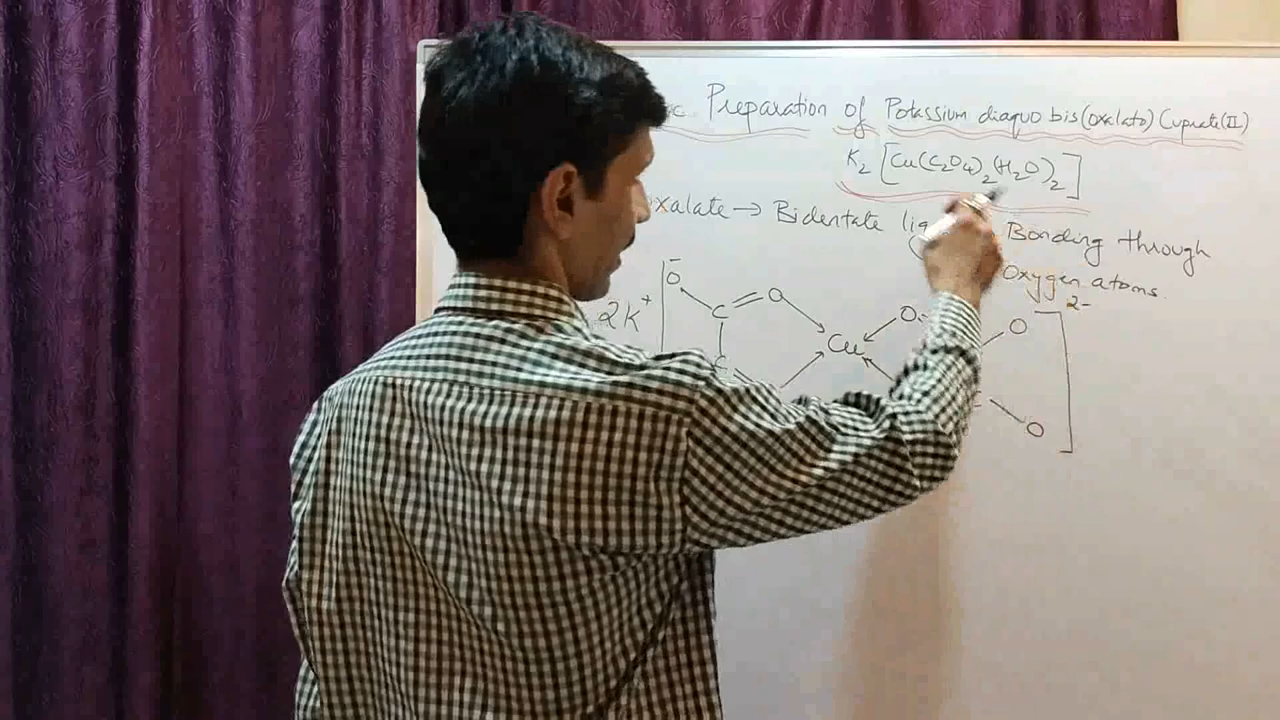 Preparation of Potassium diaquo bis(oxalato) Cuprate(II)
K2 [Cu(C2O4)2(H2O)2]
Oxalate → Bidentate Bonding through
Oxygen atoms.
2-
-
O C O O O
2K+ Cu
C
O